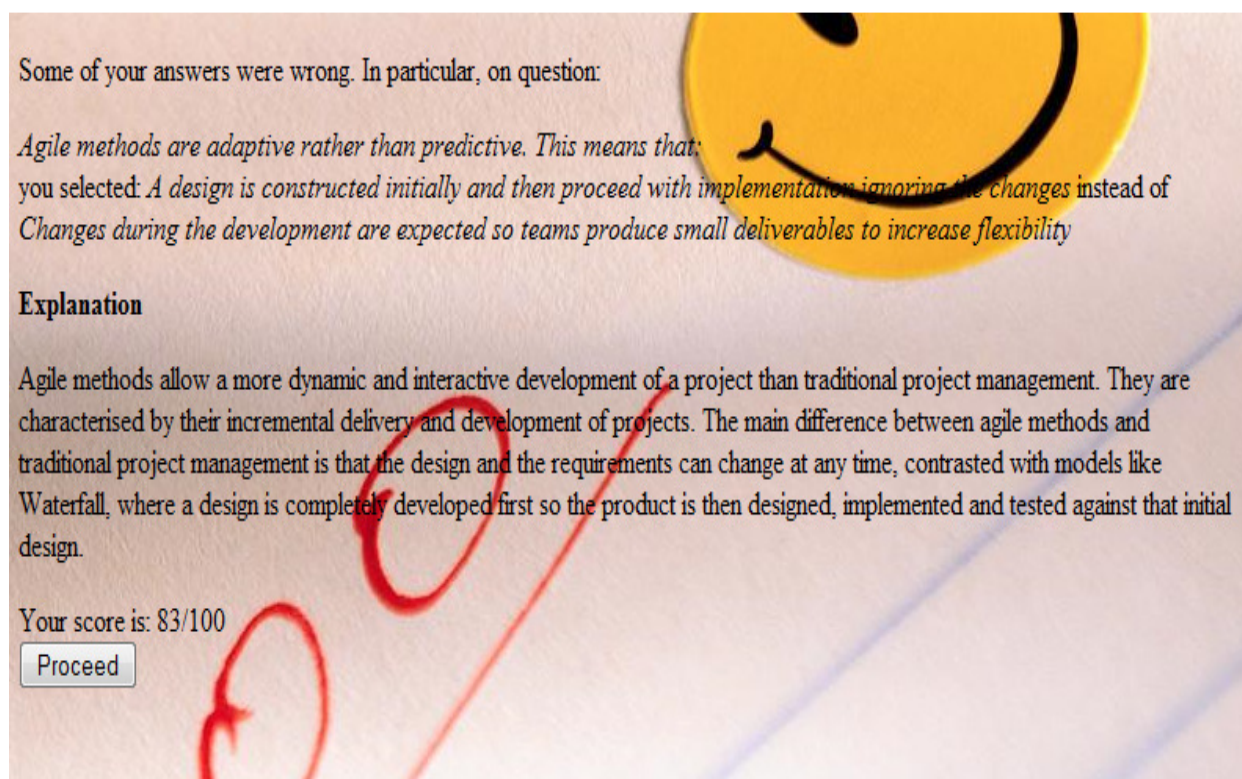 Some of your answers were wrong. In particular, on question:
Agile methods are adaptive rather than predictive. This means that:
you selected: A design is constructed initially and then proceed with implementation ignoring the changes instead of
Changes during the development are expected so teams produce small deliverables to increase flexibility
Explanation
Agile methods allow a more dynamic and interactive development of a project than traditional project management. They are
characterised by their incremental delivery and development of projects. The main difference between agile methods and
traditional project management is that the design and the requirements can change at any time, contrasted with models like
Waterfall, where a design is completely developed first so the product is then designed, implemented and tested against that initial
design.
Your score is: 83/100
Proceed